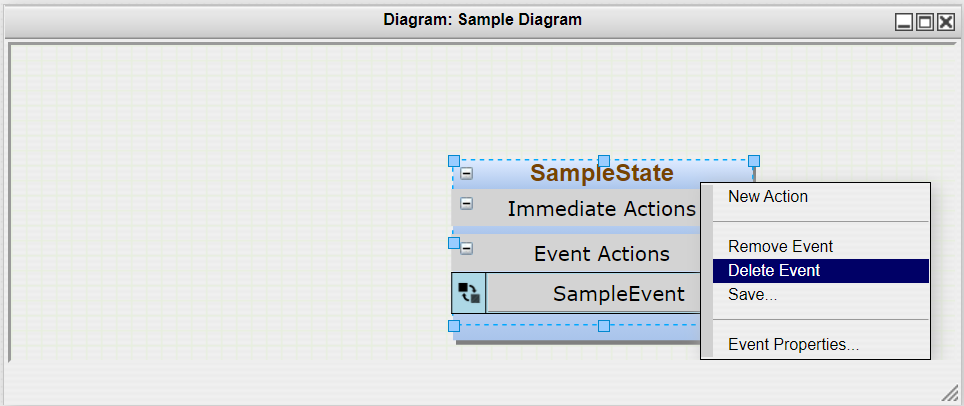 Diagram: Sample Diagram
SampleState
Immediate Actions
Event Actions
SampleEvent
New Action
Remove Event
Delete Event
Save...
Event Properties...